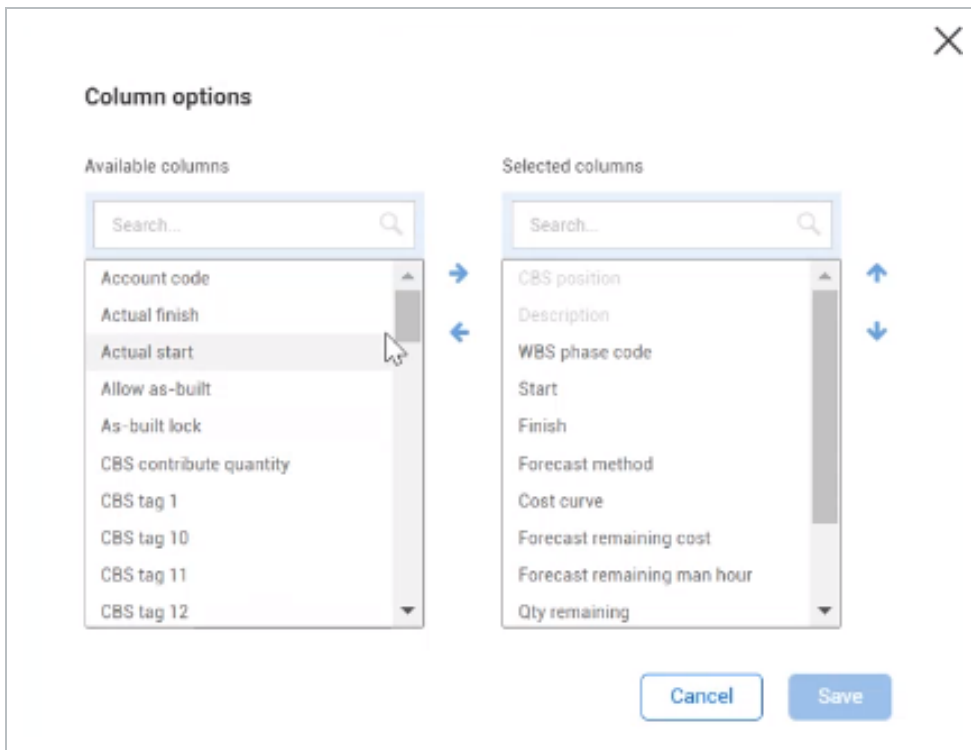 Column options
Available columns
Selected columns
Search...
Search...
Account code
Actual finish
Actual start
Allow as-built
As-built lock
CBS contribute quantity
CBS tag 1
CBS tag 10
CBS tag 11
CBS tag 12
CBS position
Description
WBS phase code
Start
Finish
Forecast method
Cost curve
Forecast remaining cost
Forecast remaining man hour
Qty remaining
Cancel
Save